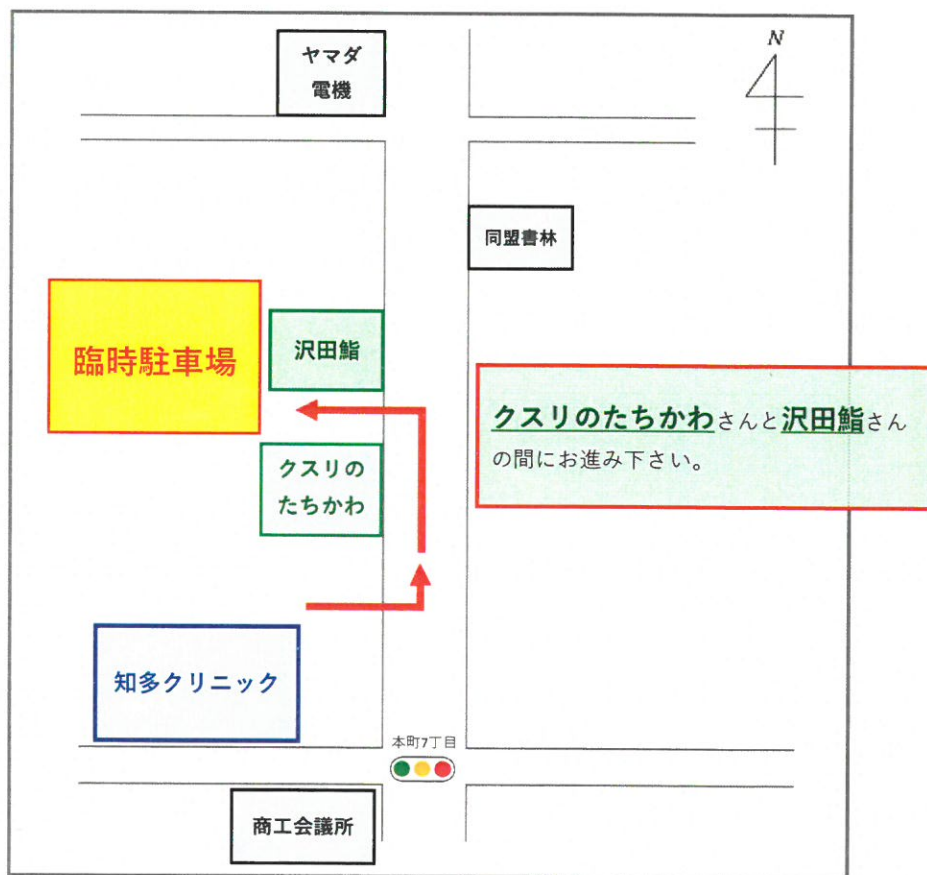 ヤマダ
電機
N
同盟書林
臨時駐車場
沢田鮨
クスリのたちかわさんと沢田鮨さん
の間にお進み下さい。
クスリの
たちかわ
知多クリニック
本町7丁目
商工会議所